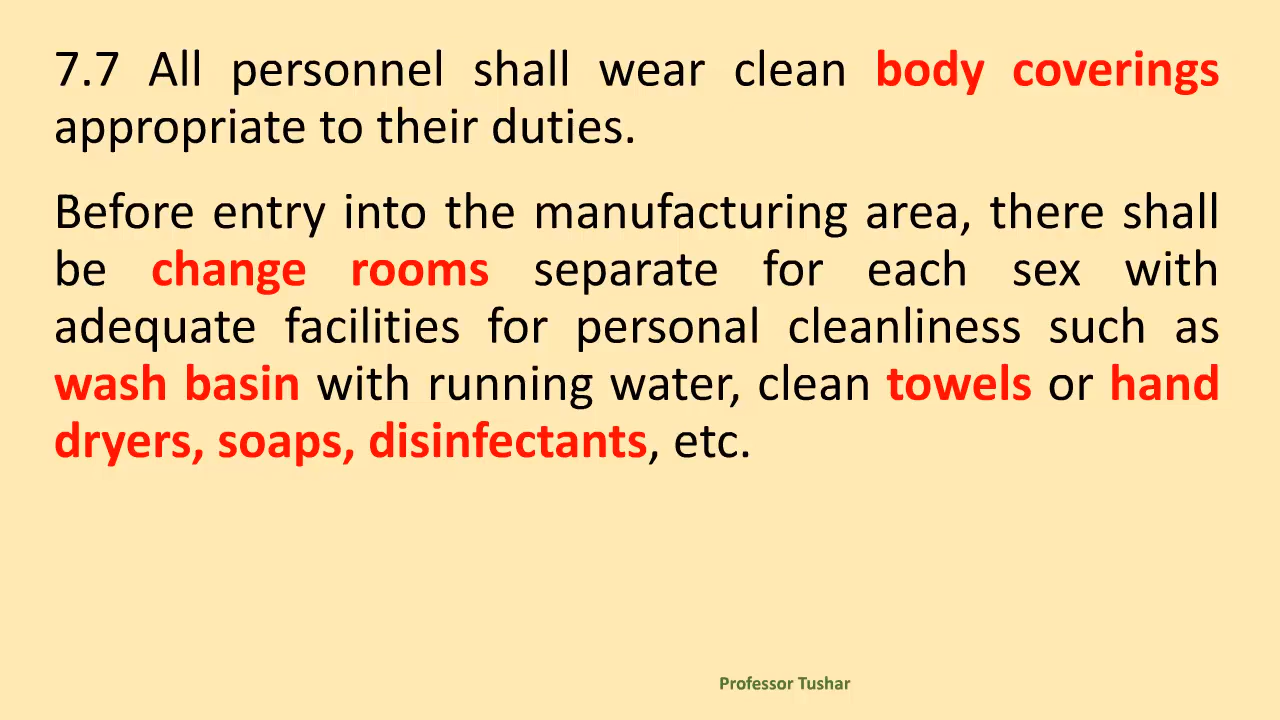 7.7 All personnel shall wear clean body coverings
appropriate to their duties.
Before entry into the manufacturing area, there shall
be change rooms separate for each sex with
adequate facilities for personal cleanliness such as
wash basin with running water, clean towels or hand
dryers, soaps, disinfectants, etc.
Professor Tushar